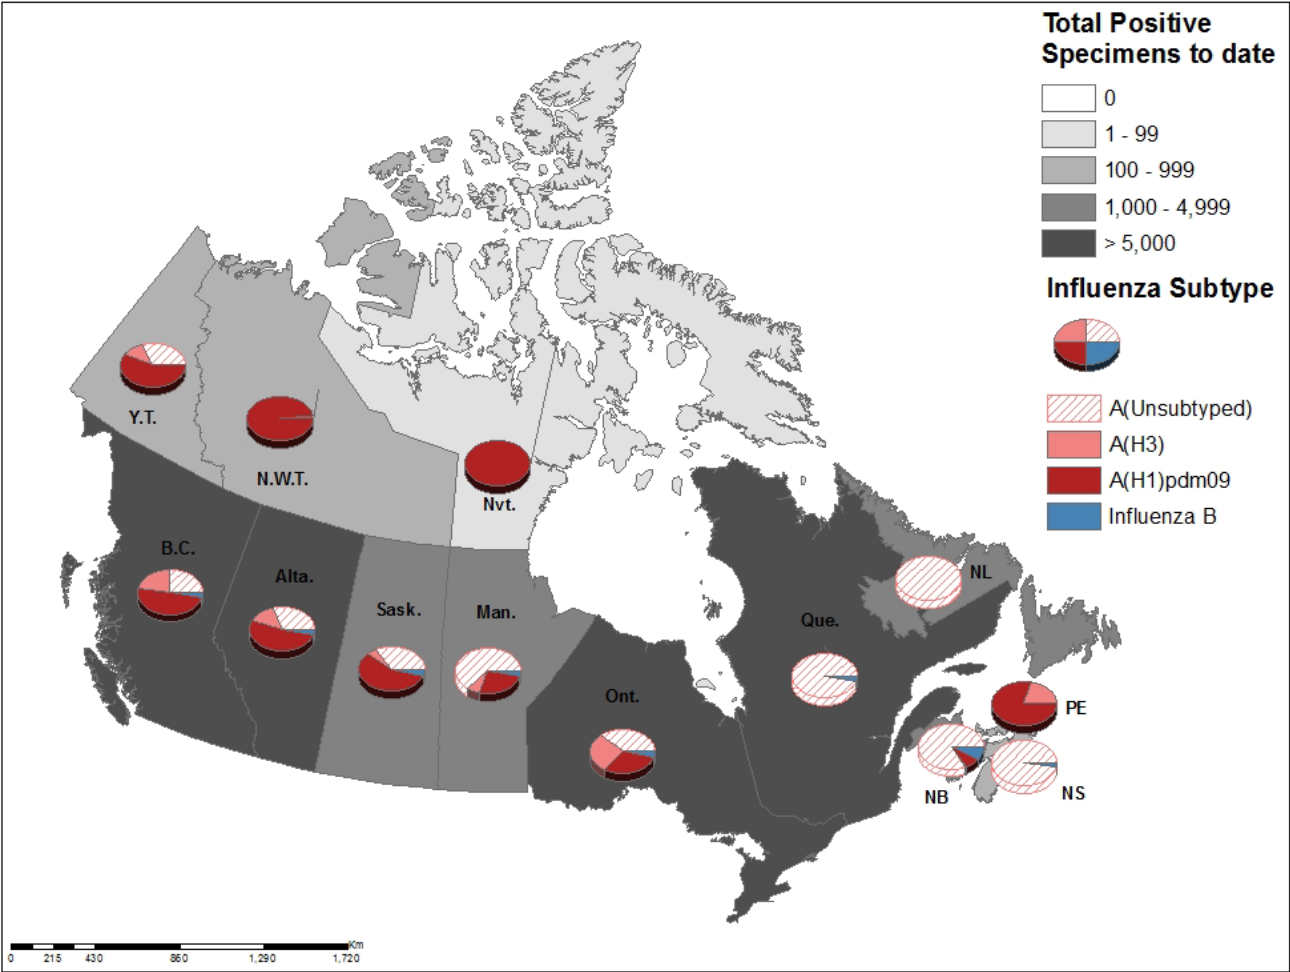 Total Positive
Specimens to date
0
1 - 99
100 - 999
1,000 - 4,999
> 5,000
Influenza Subtype
A(Unsubtyped)
A(H3)
A(H1)pdm09
Influenza B
Y.T.
N.W.T.
Nvt.
B.C.
Alta.
Sask.
Man.
Ont.
Que.
NL
PE
NB
NS
Km
0 215 430 860 1,290 1,720